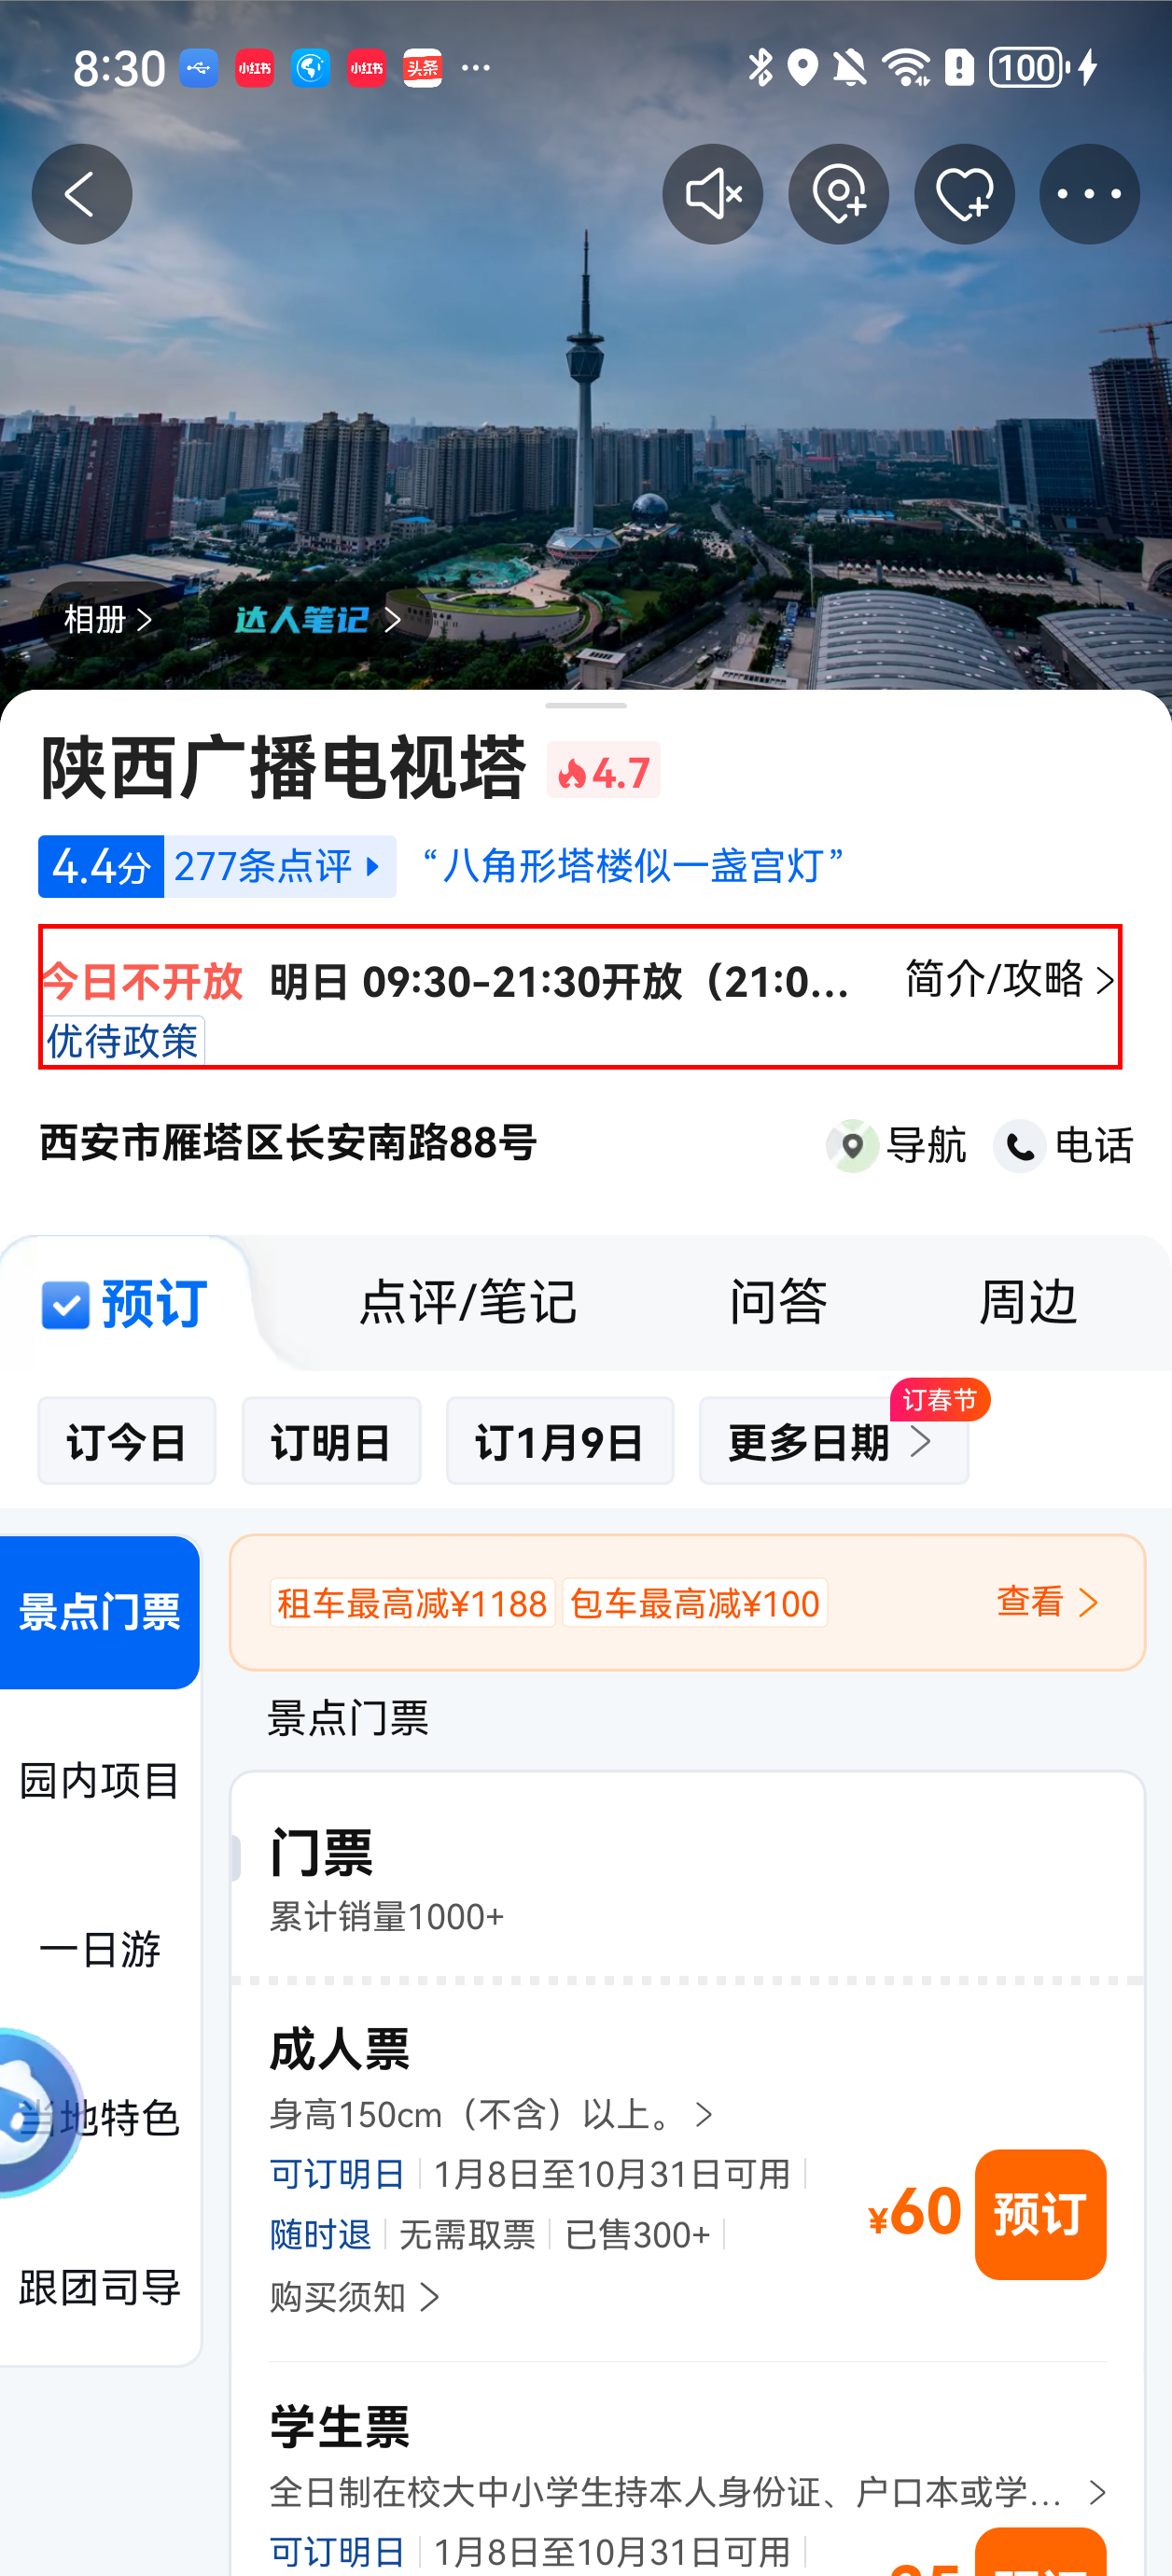 8:30
小红书
小红书
头条
100
相册
达人笔记
陕西广播电视塔 4.7
4.4分 277条点评 “八角形塔楼似一盏宫灯”
今日不开放 明日 09:30-21:30开放（21:0... 简介/攻略
优待政策
西安市雁塔区长安南路88号 导航 电话
预订 点评/笔记 问答 周边
订春节
订今日 订明日 订1月9日 更多日期
景点门票
园内项目
一日游
当地特色
跟团司导
租车最高减¥1188 包车最高减¥100 查看
景点门票
门票
累计销量1000+
成人票
身高150cm（不含）以上。
可订明日 1月8日至10月31日可用
随时退 无需取票 已售300+
购买须知
¥60 预订
学生票
全日制在校大中小学生持本人身份证、户口本或学...
可订明日 1月8日至10月31日可用